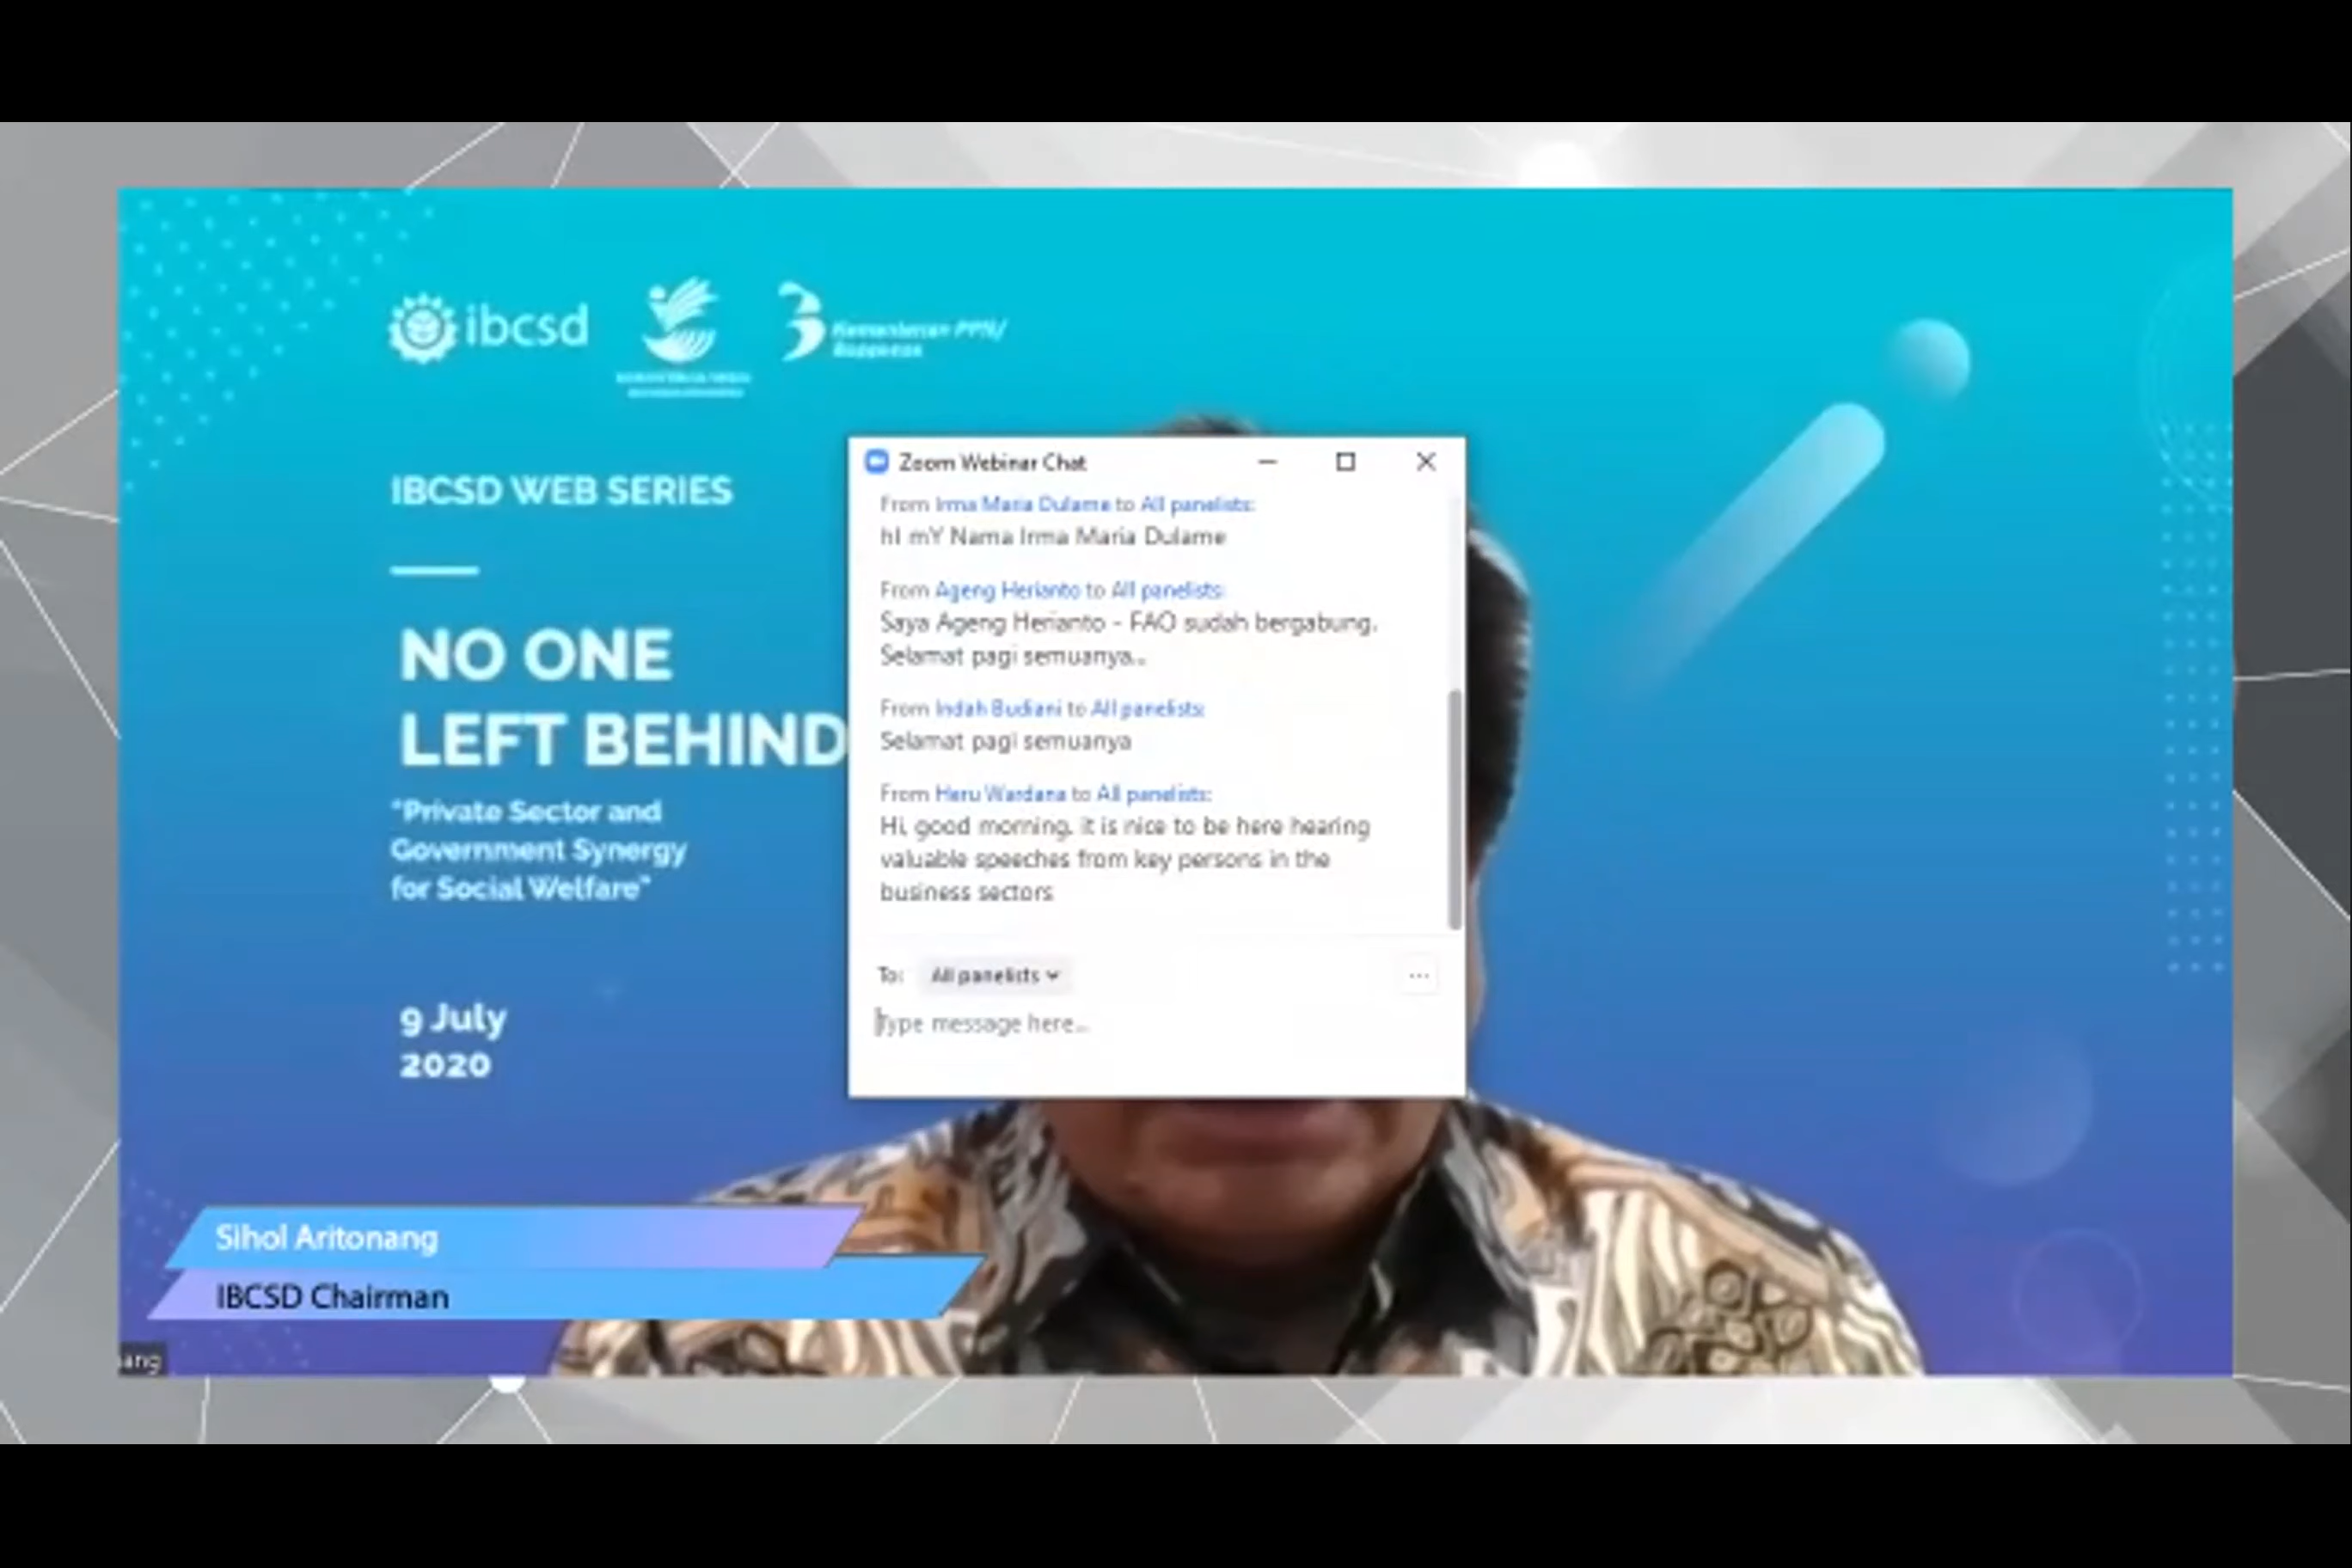 ibcsd
Kementerian PPN/
Bappenas
IBCSD WEB SERIES
NO ONE
LEFT BEHIND
"Private Sector and
Government Synergy
for Social Welfare"
9 July
2020
Zoom Webinar Chat
From Irma Maria Dulame to All panelists:
hI mY Nama Irma Maria Dulame
From Ageng Herianto to All panelists:
Saya Ageng Herianto - FAO sudah bergabung.
Selamat pagi semuanya...
From Indah Budiani to All panelists:
Selamat pagi semuanya
From Heru Wardana to All panelists:
Hi, good morning. it is nice to be here hearing
valuable speeches from key persons in the
business sectors
To: All panelists
Type message here...
Sihol Aritonang
IBCSD Chairman
ang